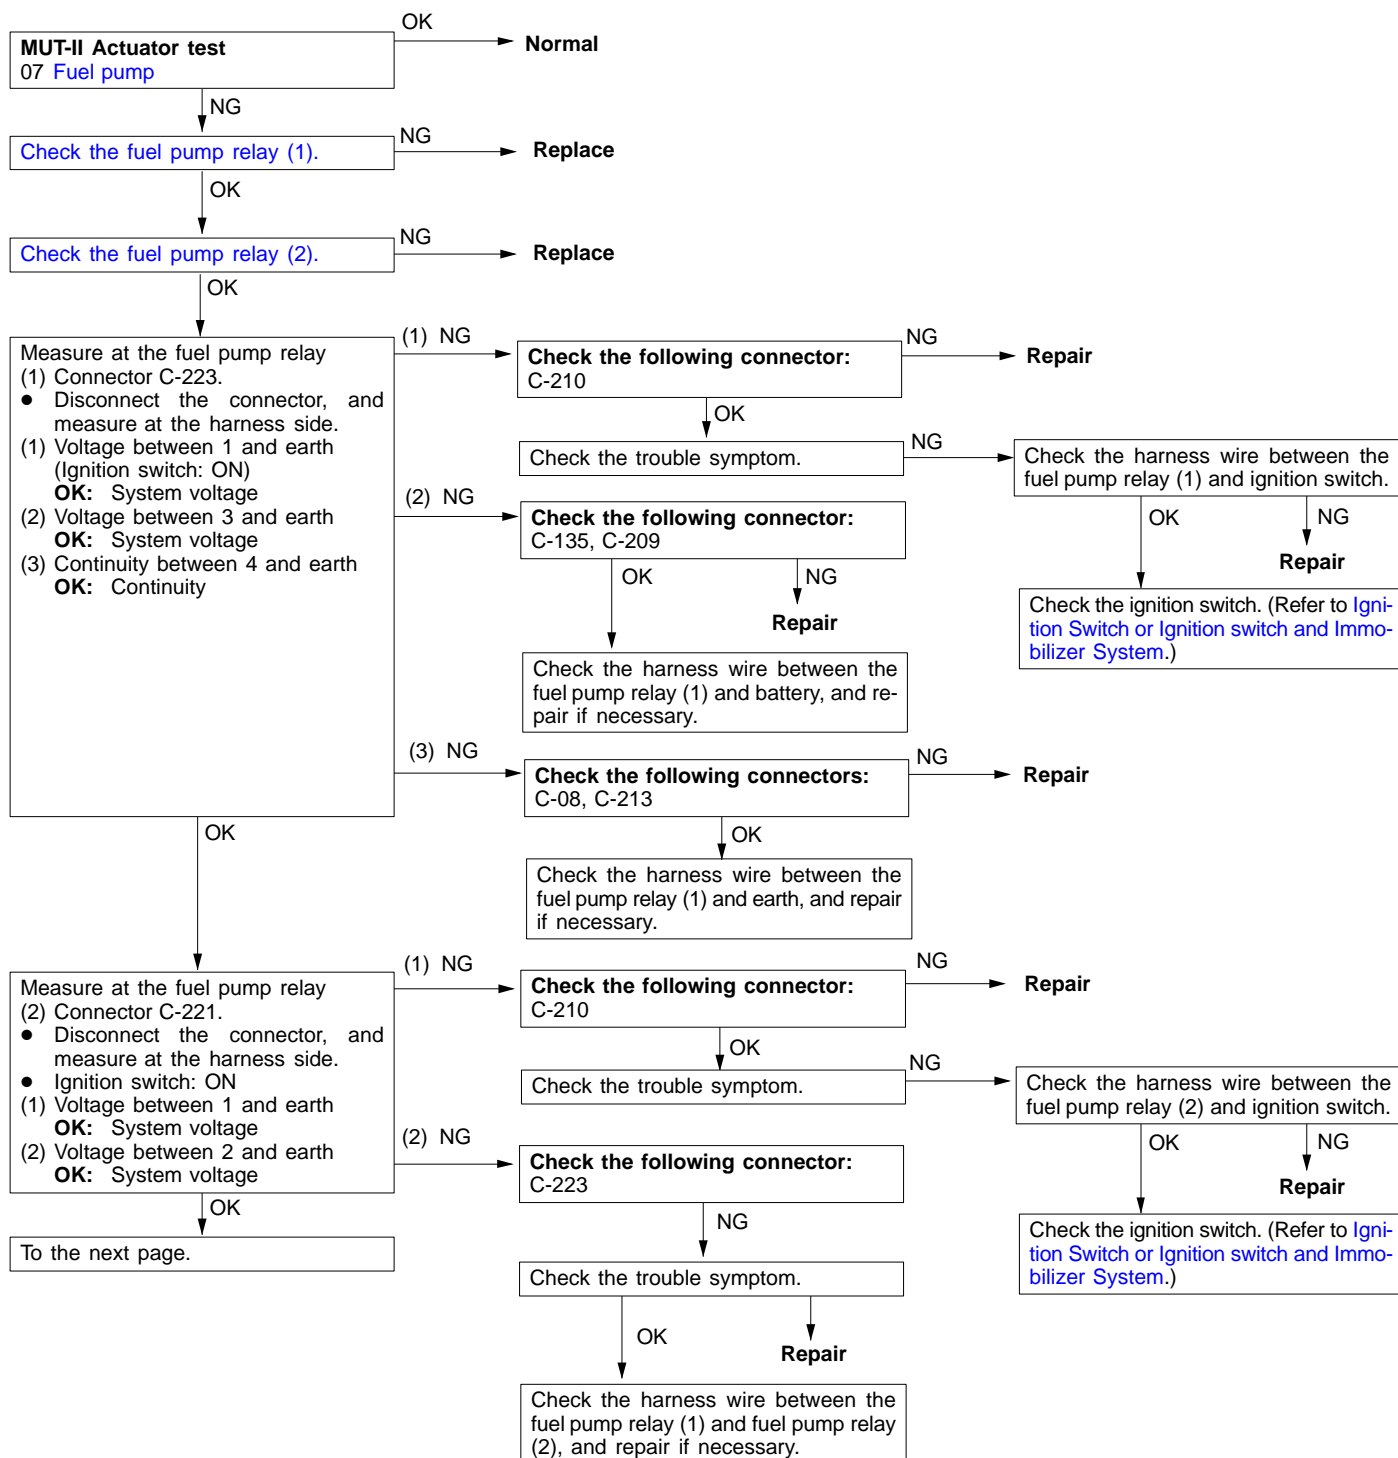 MUT-II Actuator test
07 Fuel pump
OK
Normal
NG
Check the fuel pump relay (1).
NG
Replace
OK
Check the fuel pump relay (2).
NG
Replace
OK
Measure at the fuel pump relay
(1) Connector C-223.
● Disconnect the connector, and
measure at the harness side.
(1) Voltage between 1 and earth
(Ignition switch: ON)
OK: System voltage
(2) Voltage between 3 and earth
OK: System voltage
(3) Continuity between 4 and earth
OK: Continuity
(1) NG
Check the following connector:
C-210
NG
Repair
OK
Check the trouble symptom.
NG
Check the harness wire between the
fuel pump relay (1) and ignition switch.
OK
NG
Repair
Check the ignition switch. (Refer to Igni-
tion Switch or Ignition switch and Immo-
bilizer System.)
(2) NG
Check the following connector:
C-135, C-209
OK
NG
Repair
Check the harness wire between the
fuel pump relay (1) and battery, and re-
pair if necessary.
(3) NG
Check the following connectors:
C-08, C-213
NG
Repair
OK
Check the harness wire between the
fuel pump relay (1) and earth, and repair
if necessary.
OK
Measure at the fuel pump relay
(2) Connector C-221.
● Disconnect the connector, and
measure at the harness side.
● Ignition switch: ON
(1) Voltage between 1 and earth
OK: System voltage
(2) Voltage between 2 and earth
OK: System voltage
(1) NG
Check the following connector:
C-210
NG
Repair
OK
Check the trouble symptom.
NG
Check the harness wire between the
fuel pump relay (2) and ignition switch.
OK
NG
Repair
Check the ignition switch. (Refer to Igni-
tion Switch or Ignition switch and Immo-
bilizer System.)
(2) NG
Check the following connector:
C-223
NG
Check the trouble symptom.
OK
Repair
Check the harness wire between the
fuel pump relay (1) and fuel pump relay
(2), and repair if necessary.
OK
To the next page.